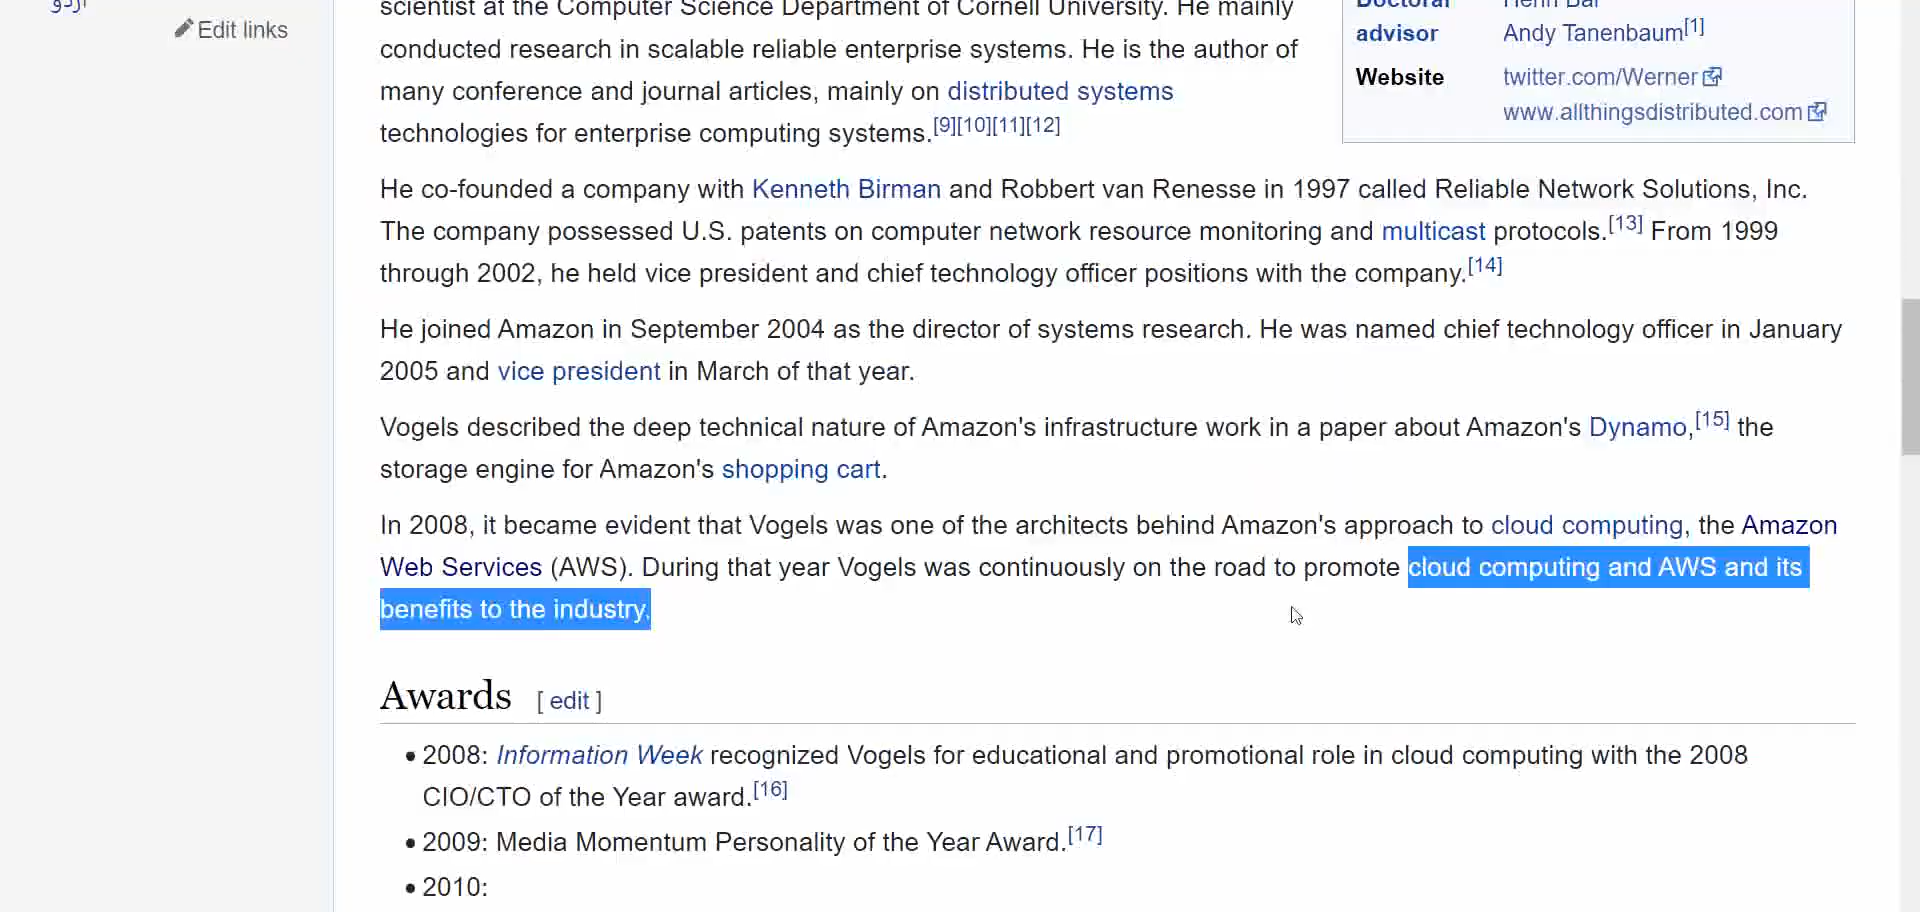 اردو
Edit links
scientist at the Computer Science Department of Cornell University. He mainly
conducted research in scalable reliable enterprise systems. He is the author of
many conference and journal articles, mainly on distributed systems
technologies for enterprise computing systems.[9][10][11][12]
Doctoral Henri Bal
advisor Andy Tanenbaum[1]
Website twitter.com/Werner
www.allthingsdistributed.com
He co-founded a company with Kenneth Birman and Robbert van Renesse in 1997 called Reliable Network Solutions, Inc.
The company possessed U.S. patents on computer network resource monitoring and multicast protocols.[13] From 1999
through 2002, he held vice president and chief technology officer positions with the company.[14]
He joined Amazon in September 2004 as the director of systems research. He was named chief technology officer in January
2005 and vice president in March of that year.
Vogels described the deep technical nature of Amazon's infrastructure work in a paper about Amazon's Dynamo,[15] the
storage engine for Amazon's shopping cart.
In 2008, it became evident that Vogels was one of the architects behind Amazon's approach to cloud computing, the Amazon
Web Services (AWS). During that year Vogels was continuously on the road to promote cloud computing and AWS and its
benefits to the industry.
Awards [ edit ]
• 2008: Information Week recognized Vogels for educational and promotional role in cloud computing with the 2008
CIO/CTO of the Year award.[16]
• 2009: Media Momentum Personality of the Year Award.[17]
• 2010: